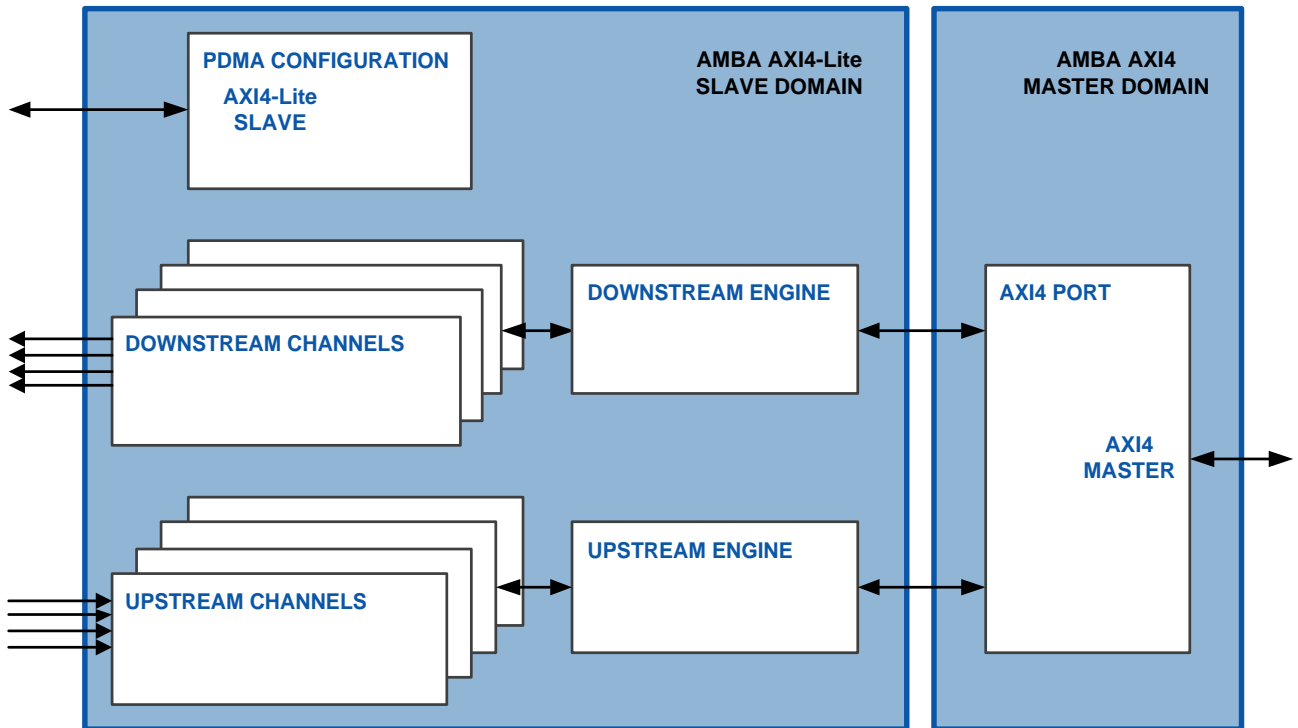 PDMA CONFIGURATION
AXI4-Lite
SLAVE
AMBA AXI4-Lite
SLAVE DOMAIN
AMBA AXI4
MASTER DOMAIN
DOWNSTREAM CHANNELS
DOWNSTREAM ENGINE
AXI4 PORT
AXI4
MASTER
UPSTREAM CHANNELS
UPSTREAM ENGINE